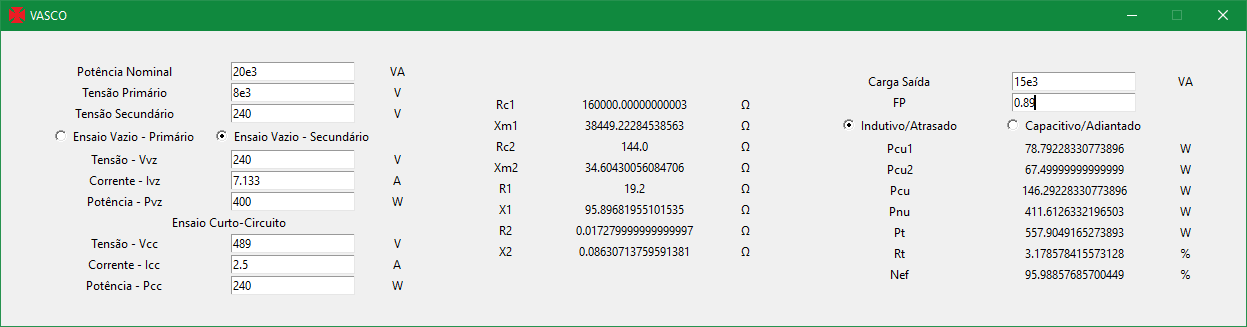 VASCO
Potência Nominal 20e3 VA
Tensão Primário 8e3 V
Tensão Secundário 240 V
Ensaio Vazio - Primário Ensaio Vazio - Secundário
Tensão - Vvz 240 V
Corrente - Ivz 7.133 A
Potência - Pvz 400 W
Ensaio Curto-Circuito
Tensão - Vcc 489 V
Corrente - Icc 2.5 A
Potência - Pcc 240 W
Rc1 160000.00000000003 Ω
Xm1 38449.22284538563 Ω
Rc2 144.0 Ω
Xm2 34.60430056084706 Ω
R1 19.2 Ω
X1 95.89681955101535 Ω
R2 0.017279999999999997 Ω
X2 0.08630713759591381 Ω
Carga Saída 15e3 VA
FP 0.89
Indutivo/Atrasado Capacitivo/Adiantado
Pcu1 78.79228330773896 W
Pcu2 67.49999999999999 W
Pcu 146.29228330773896 W
Pnu 411.6126332196503 W
Pt 557.9049165273893 W
Rt 3.178578415573128 %
Nef 95.98857685700449 %